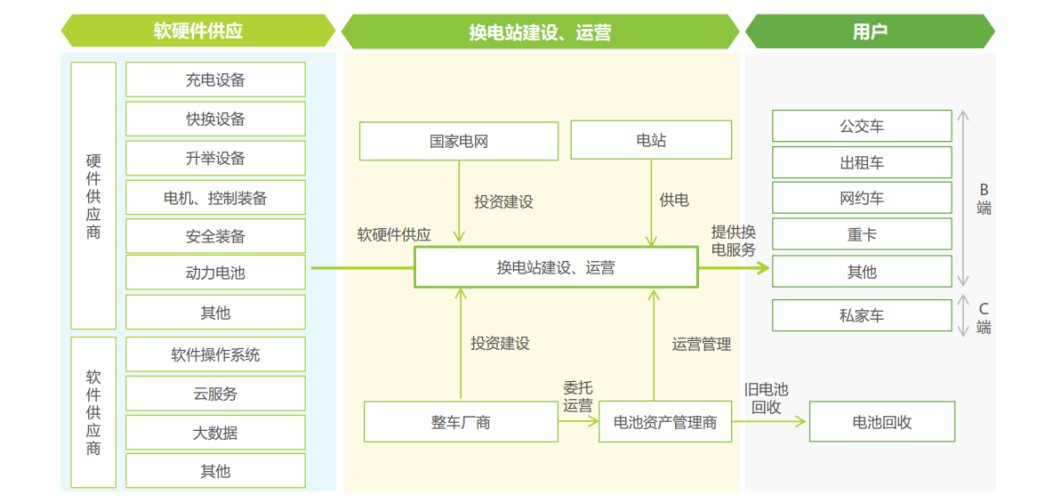 软硬件供应
换电站建设、运营
用户
硬件供应商
充电设备
快换设备
升举设备
电机、控制装备
安全装备
动力电池
其他
软件供应商
软件操作系统
云服务
大数据
其他
国家电网
电站
投资建设
供电
软硬件供应
换电站建设、运营
提供换
电服务
投资建设
运营管理
整车厂商
委托
运营
电池资产管理商
旧电池
回收
电池回收
公交车
出租车
网约车
重卡
其他
B
端
私家车
C
端